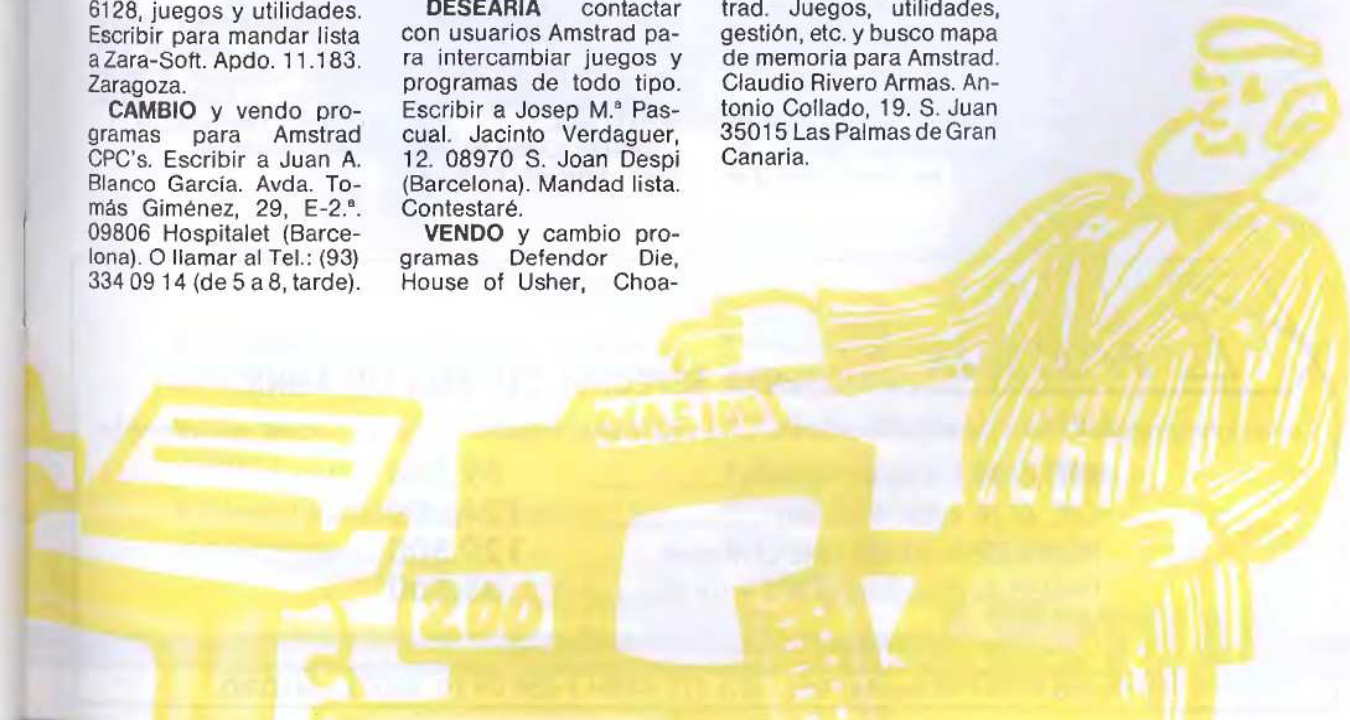 6128, juegos y utilidades.
Escribir para mandar lista
a Zara-Soft. Apdo. 11.183.
Zaragoza.
CAMBIO y vendo pro-
gramas para Amstrad
CPC's. Escribir a Juan A.
Blanco García. Avda. To-
más Giménez, 29, E-2.ª.
09806 Hospitalet (Barce-
lona). O llamar al Tel.: (93)
334 09 14 (de 5 a 8, tarde).
DESEARIA contactar
con usuarios Amstrad pa-
ra intercambiar juegos y
programas de todo tipo.
Escribir a Josep M.ª Pas-
cual. Jacinto Verdaguer,
12. 08970 S. Joan Despi
(Barcelona). Mandad lista.
Contestaré.
VENDO y cambio pro-
gramas Defendor Die,
House of Usher, Choa-
trad. Juegos, utilidades,
gestión, etc. y busco mapa
de memoria para Amstrad.
Claudio Rivero Armas. An-
tonio Collado, 19. S. Juan
35015 Las Palmas de Gran
Canaria.
OCASION
200